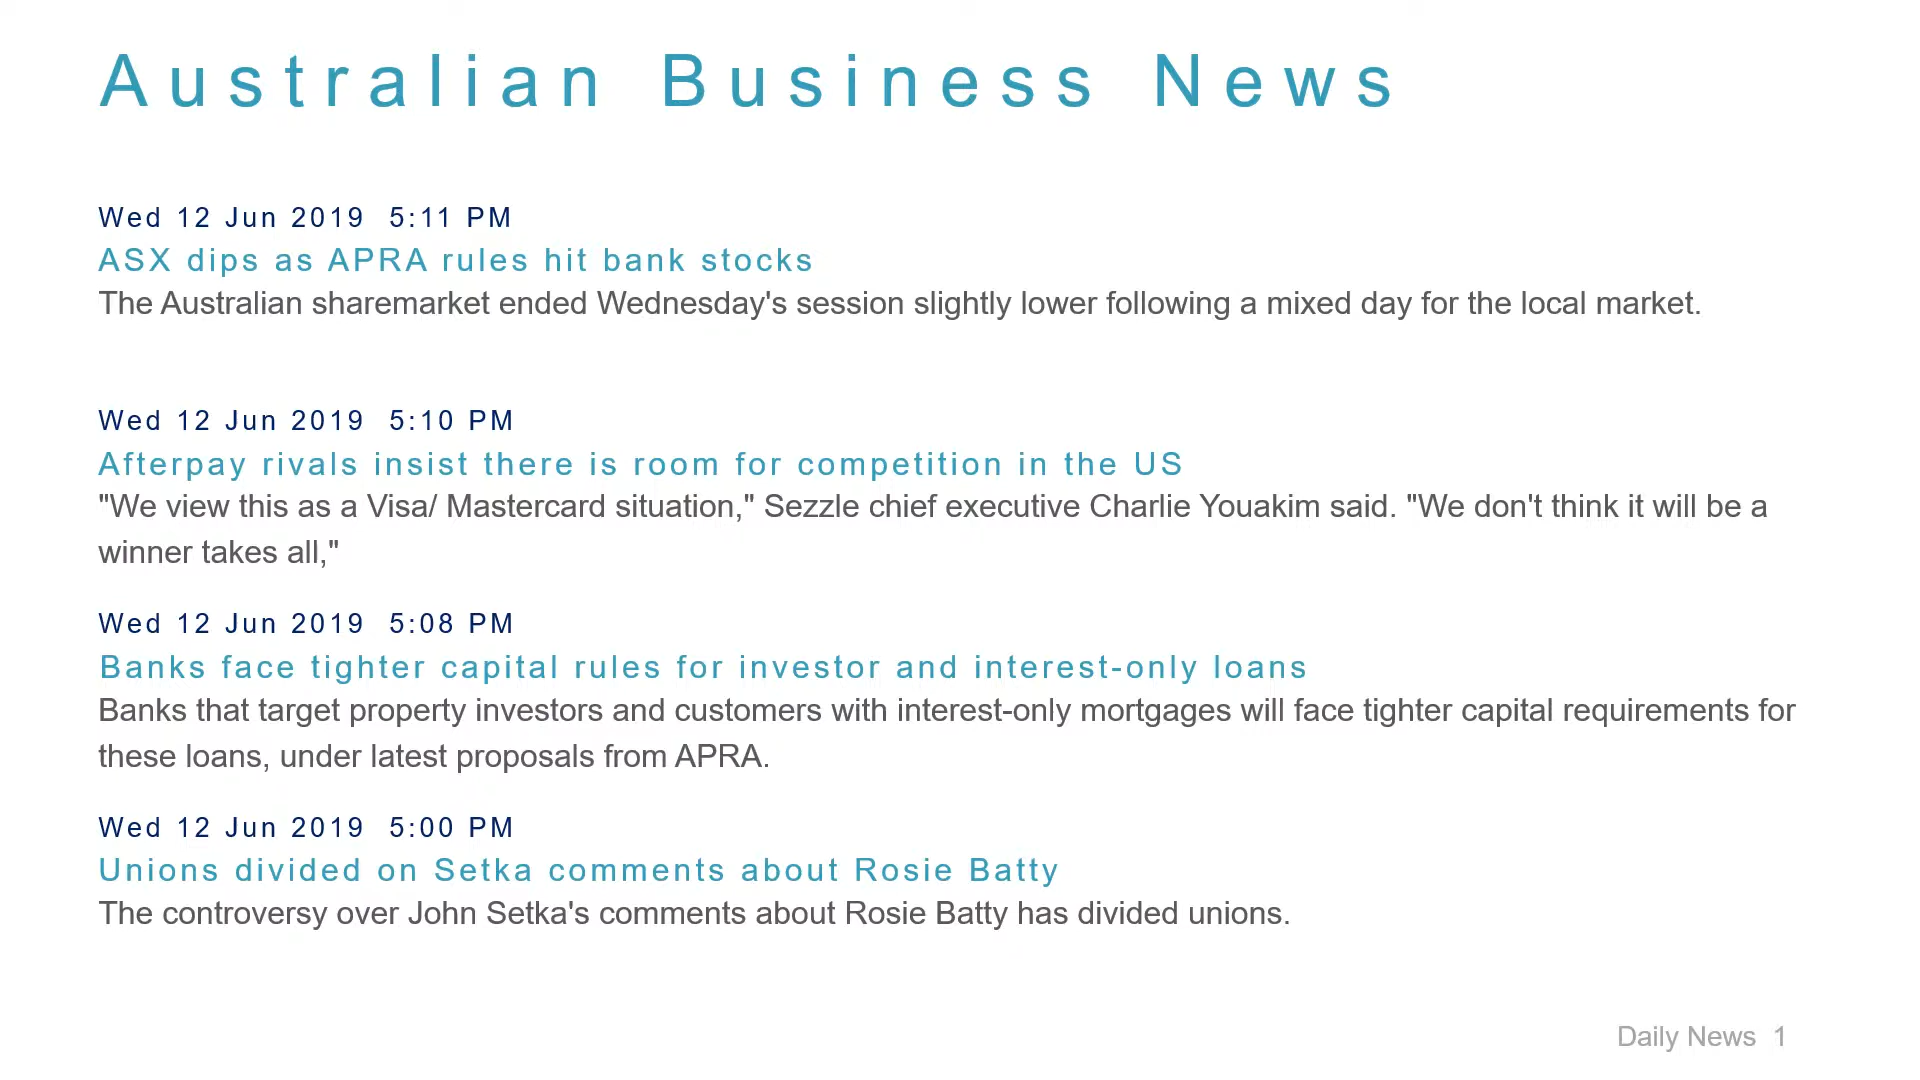 Australian Business News
Wed 12 Jun 2019  5:11 PM
ASX dips as APRA rules hit bank stocks
The Australian sharemarket ended Wednesday's session slightly lower following a mixed day for the local market.
Wed 12 Jun 2019  5:10 PM
Afterpay rivals insist there is room for competition in the US
"We view this as a Visa/ Mastercard situation," Sezzle chief executive Charlie Youakim said. "We don't think it will be a
winner takes all,"
Wed 12 Jun 2019  5:08 PM
Banks face tighter capital rules for investor and interest-only loans
Banks that target property investors and customers with interest-only mortgages will face tighter capital requirements for
these loans, under latest proposals from APRA.
Wed 12 Jun 2019  5:00 PM
Unions divided on Setka comments about Rosie Batty
The controversy over John Setka's comments about Rosie Batty has divided unions.
Daily News  1